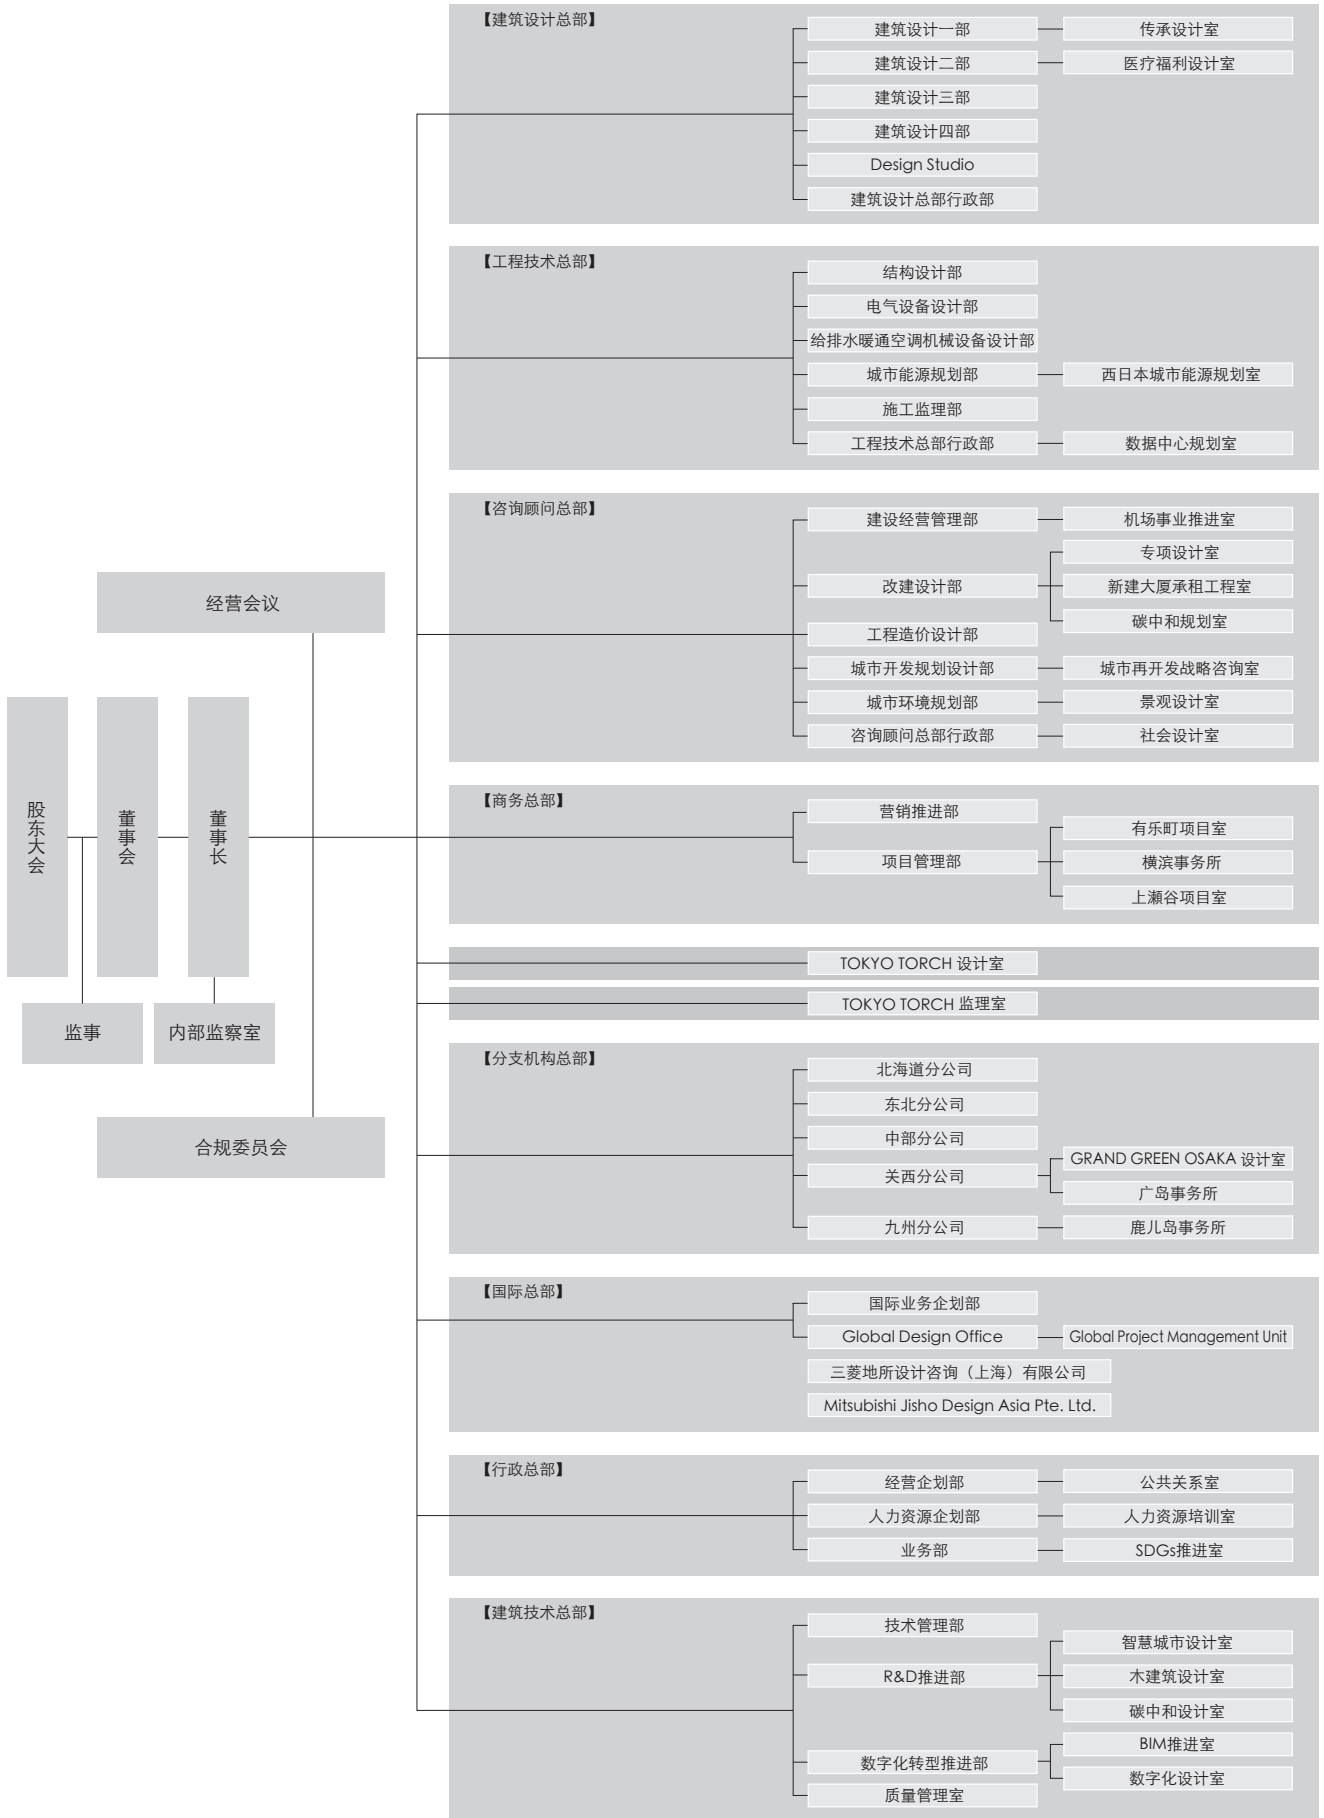 【建筑设计总部】
建筑设计一部
传承设计室
建筑设计二部
医疗福利设计室
建筑设计三部
建筑设计四部
Design Studio
建筑设计总部行政部
【工程技术总部】
结构设计部
电气设备设计部
给排水暖通空调机械设备设计部
城市能源规划部
西日本城市能源规划室
施工监理部
工程技术总部行政部
数据中心规划室
【咨询顾问总部】
建设经营管理部
机场事业推进室
改建设计部
专项设计室
新建大厦承租工程室
碳中和规划室
工程造价设计部
城市开发规划设计部
城市再开发战略咨询室
城市环境规划部
景观设计室
咨询顾问总部行政部
社会设计室
经营会议
股东大会
董事会
董事长
监事
内部监察室
合规委员会
【商务总部】
营销推进部
项目管理部
有乐町项目室
横滨事务所
上瀬谷项目室
TOKYO TORCH 设计室
TOKYO TORCH 监理室
【分支机构总部】
北海道分公司
东北分公司
中部分公司
关西分公司
GRAND GREEN OSAKA 设计室
广岛事务所
九州分公司
鹿儿岛事务所
【国际总部】
国际业务企划部
Global Design Office
Global Project Management Unit
三菱地所设计咨询（上海）有限公司
Mitsubishi Jisho Design Asia Pte. Ltd.
【行政总部】
经营企划部
公共关系室
人力资源企划部
人力资源培训室
业务部
SDGs推进室
【建筑技术总部】
技术管理部
R&D推进部
智慧城市设计室
木建筑设计室
碳中和设计室
数字化转型推进部
BIM推进室
数字化设计室
质量管理室